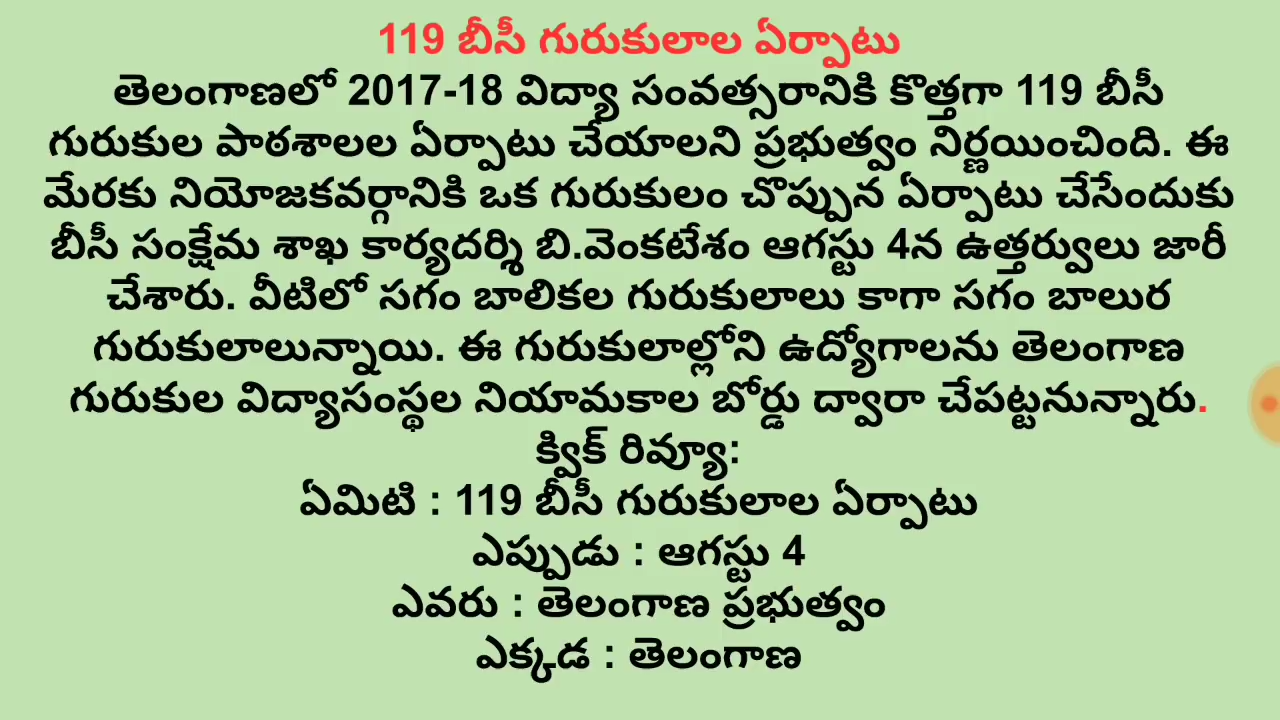 119 బీసీ గురుకులాల ఏర్పాటు
తెలంగాణలో 2017-18 విద్యా సంవత్సరానికి కొత్తగా 119 బీసీ
గురుకుల పాఠశాలల ఏర్పాటు చేయాలని ప్రభుత్వం నిర్ణయించింది. ఈ
మేరకు నియోజకవర్గానికి ఒక గురుకులం చొప్పున ఏర్పాటు చేసేందుకు
బీసీ సంక్షేమ శాఖ కార్యదర్శి బి.వెంకటేశం ఆగస్టు 4న ఉత్తర్వులు జారీ
చేశారు. వీటిలో సగం బాలికల గురుకులాలు కాగా సగం బాలుర
గురుకులాలున్నాయి. ఈ గురుకులాల్లోని ఉద్యోగాలను తెలంగాణ
గురుకుల విద్యాసంస్థల నియామకాల బోర్డు ద్వారా చేపట్టనున్నారు.
క్విక్ రివ్యూ:
ఏమిటి : 119 బీసీ గురుకులాల ఏర్పాటు
ఎప్పుడు : ఆగస్టు 4
ఎవరు : తెలంగాణ ప్రభుత్వం
ఎక్కడ : తెలంగాణ